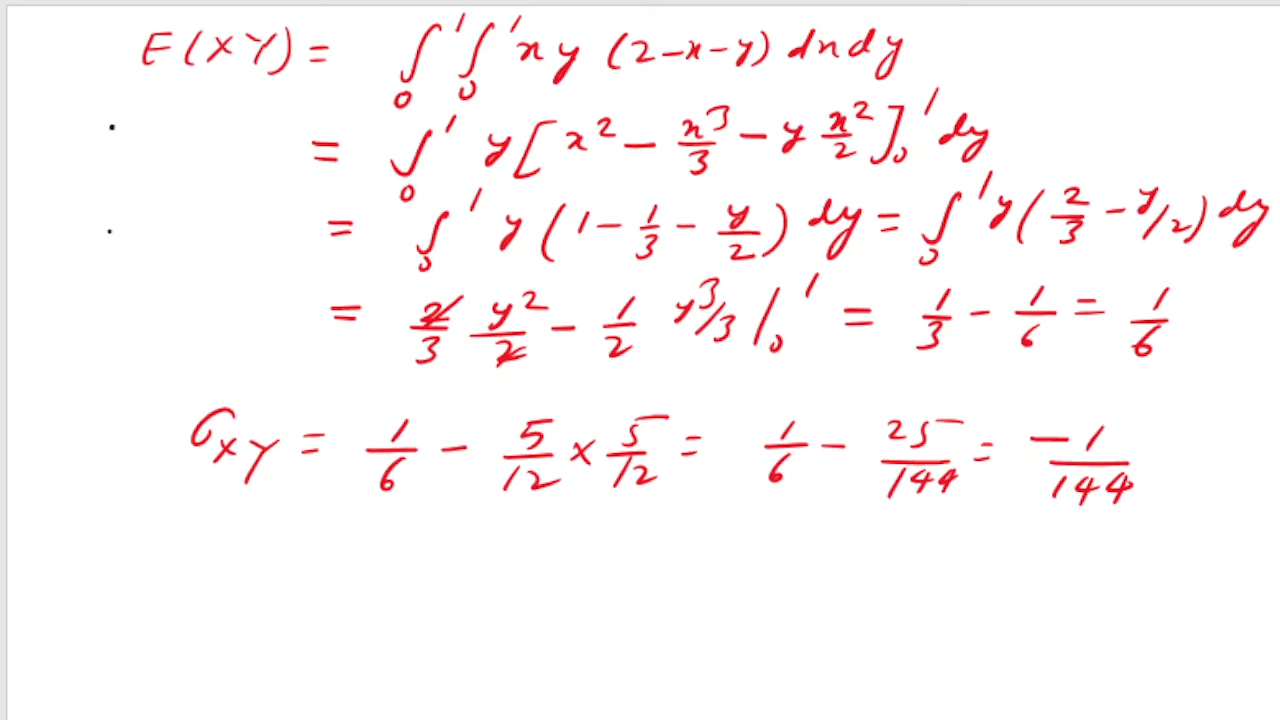 E(XY) = ∫₀¹ ∫₀¹ xy (2-x-y) dx dy
= ∫₀¹ y [x² - x³/3 - y x²/2]₀¹ dy
= ∫₀¹ y (1 - 1/3 - y/2) dy = ∫₀¹ y (2/3 - y/2) dy
= 2/3 y²/2 - 1/2 y³/3 |₀¹ = 1/3 - 1/6 = 1/6
σ_XY = 1/6 - 5/12 × 5/12 = 1/6 - 25/144 = -1/144